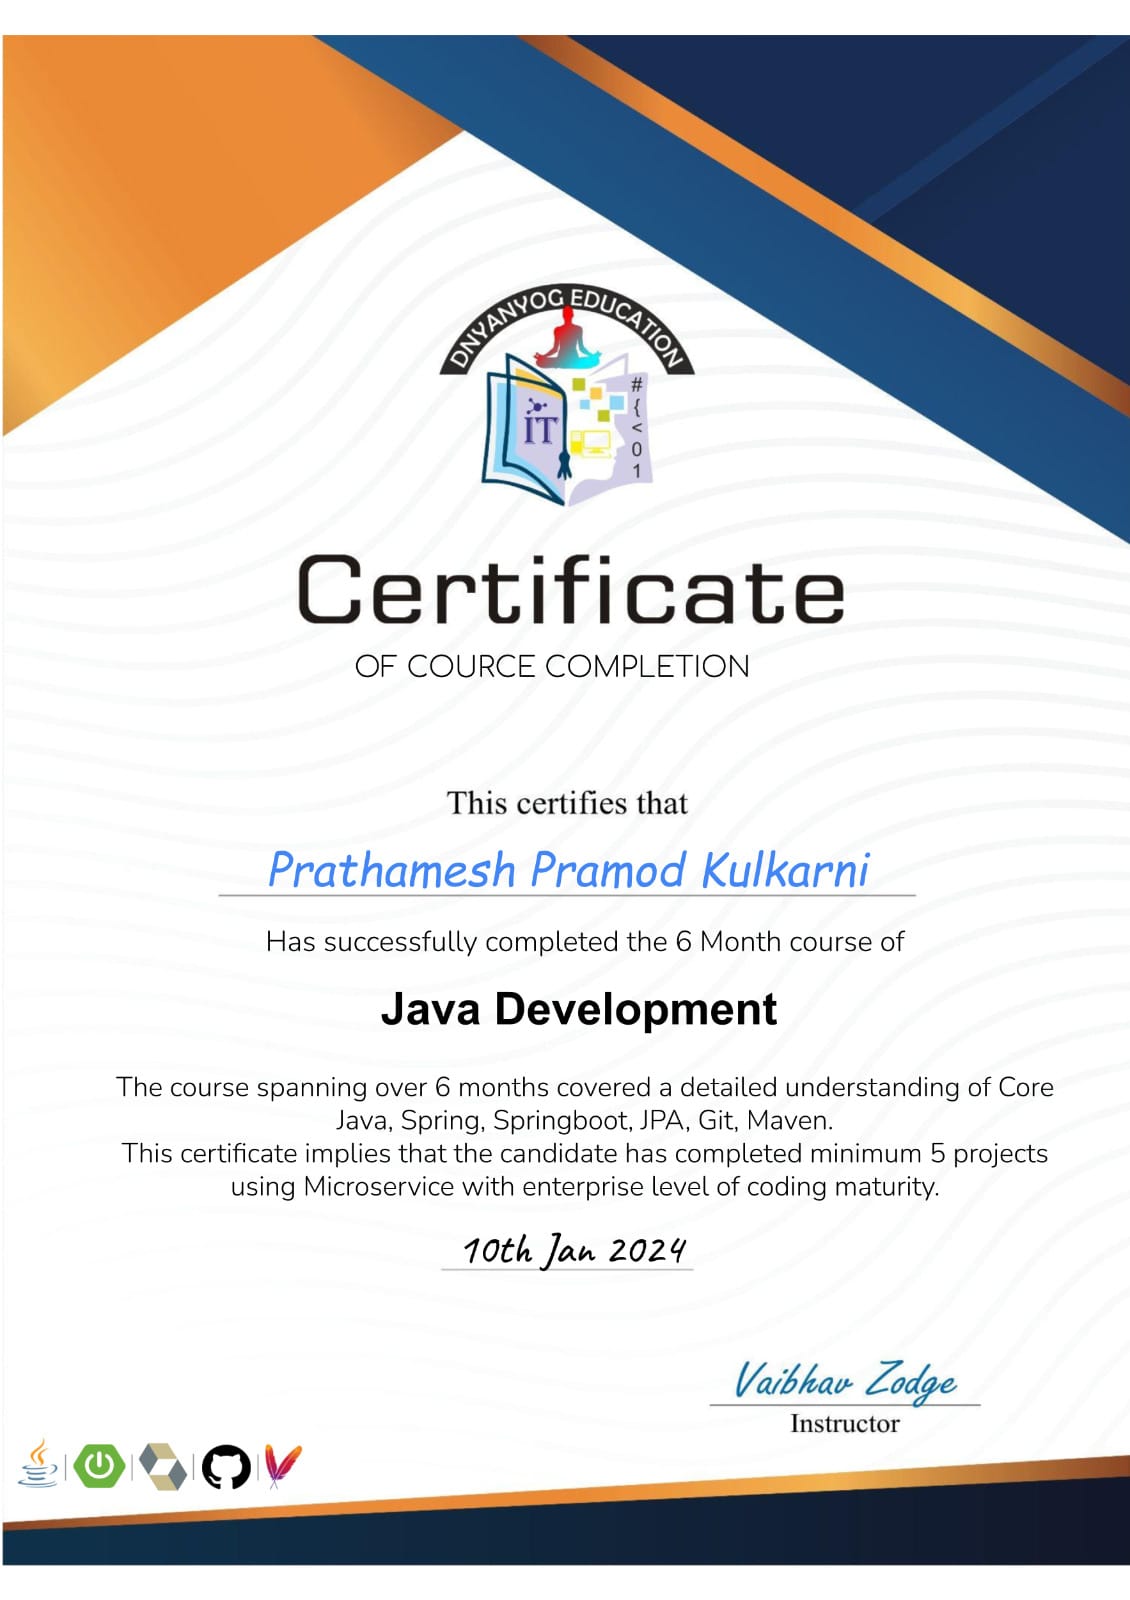 DNYANYOG EDUCATION
IT
#
{
<
0
1
Certificate
OF COURCE COMPLETION
This certifies that
Prathamesh Pramod Kulkarni
Has successfully completed the 6 Month course of
Java Development
The course spanning over 6 months covered a detailed understanding of Core
Java, Spring, Springboot, JPA, Git, Maven.
This certificate implies that the candidate has completed minimum 5 projects
using Microservice with enterprise level of coding maturity.
10th Jan 2024
Vaibhav Zodge
Instructor